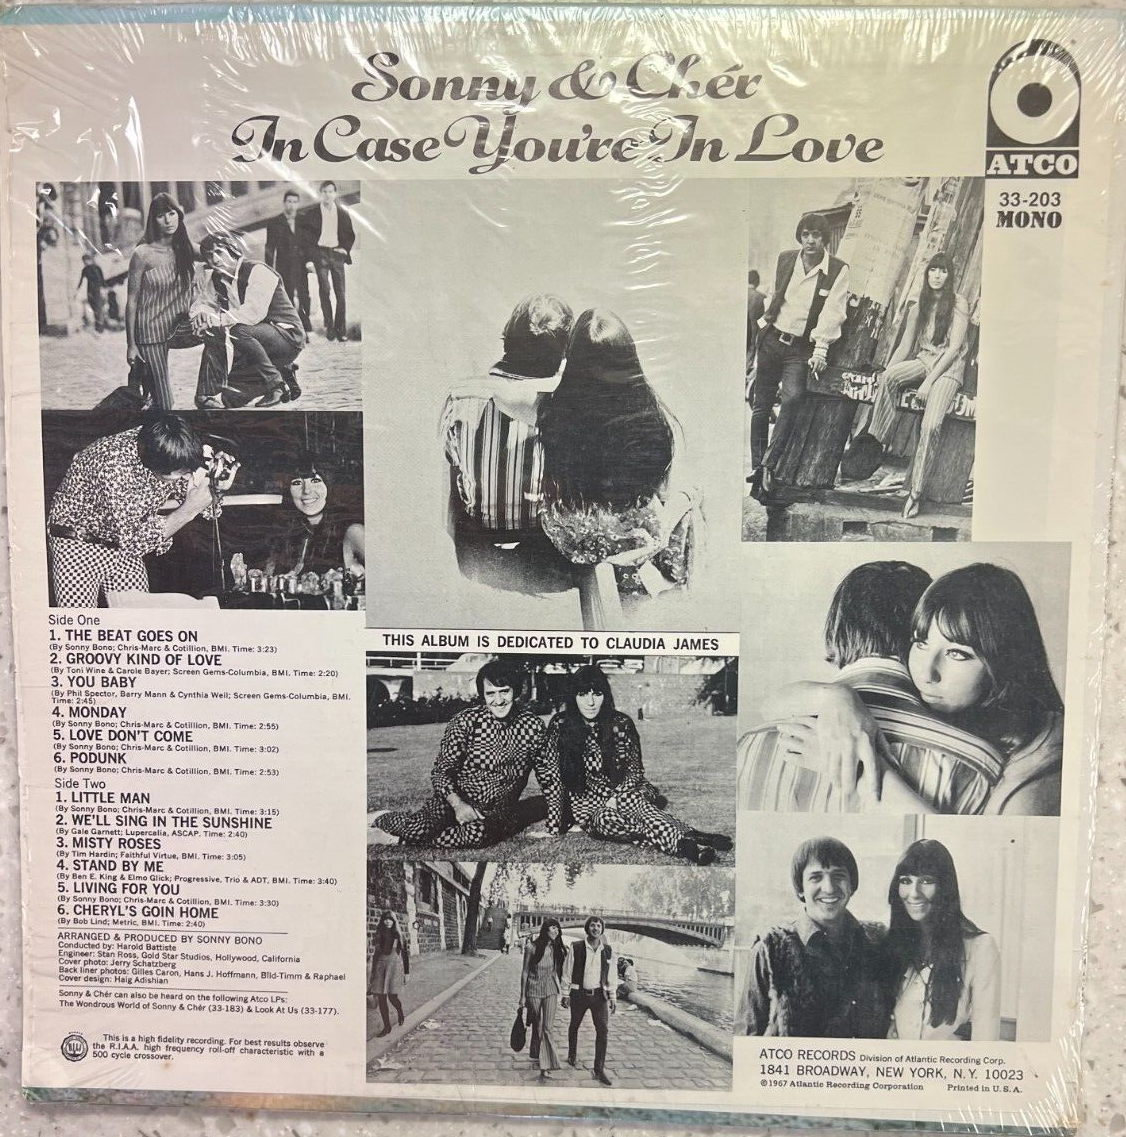 Sonny & Chér
In Case You're In Love
ATCO
33-203
MONO
Side One
1. THE BEAT GOES ON
(By Sonny Bono; Chris-Marc & Cotillion, BMI. Time: 3:23)
2. GROOVY KIND OF LOVE
(By Toni Wine & Carole Bayer; Screen Gems-Columbia, BMI. Time: 2:20)
3. YOU BABY
(By Phil Spector, Barry Mann & Cynthia Weil; Screen Gems-Columbia, BMI.
Time: 2:45)
4. MONDAY
(By Sonny Bono; Chris-Marc & Cotillion, BMI. Time: 2:55)
5. LOVE DON'T COME
(By Sonny Bono; Chris-Marc & Cotillion, BMI. Time: 3:02)
6. PODUNK
(By Sonny Bono; Chris-Marc & Cotillion, BMI. Time: 2:53)
Side Two
1. LITTLE MAN
(By Sonny Bono; Chris-Marc & Cotillion, BMI. Time: 3:15)
2. WE'LL SING IN THE SUNSHINE
(By Gale Garnett; Lupercalia, ASCAP. Time: 2:40)
3. MISTY ROSES
(By Tim Hardin; Faithful Virtue, BMI. Time: 3:05)
4. STAND BY ME
(By Ben E. King & Elmo Glick; Progressive, Trio & ADT, BMI. Time: 3:40)
5. LIVING FOR YOU
(By Sonny Bono; Chris-Marc & Cotillion, BMI. Time: 3:30)
6. CHERYL'S GOIN HOME
(By Bob Lind; Metric, BMI. Time: 2:40)
ARRANGED & PRODUCED BY SONNY BONO
Conducted by: Harold Battiste
Engineer: Stan Ross, Gold Star Studios, Hollywood, California
Cover photo: Jerry Schatzberg
Back liner photos: Gilles Caron, Hans J. Hoffmann, Bild-Timm & Raphael
Cover design: Haig Adishian
Sonny & Chér can also be heard on the following Atco LPs:
The Wondrous World of Sonny & Chér (33-183) & Look At Us (33-177).
This is a high fidelity recording. For best results observe
the R.I.A.A. high frequency roll-off characteristic with a
500 cycle crossover.
THIS ALBUM IS DEDICATED TO CLAUDIA JAMES
ATCO RECORDS Division of Atlantic Recording Corp.
1841 BROADWAY, NEW YORK, N.Y. 10023
©1967 Atlantic Recording Corporation Printed in U.S.A.